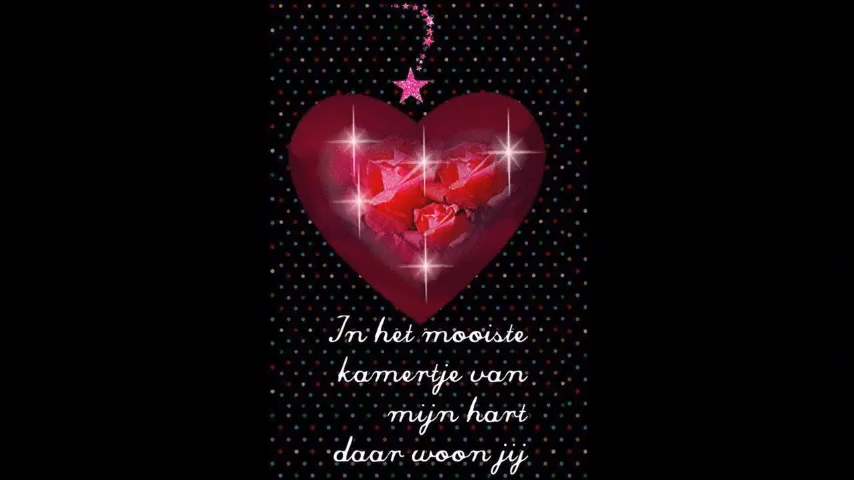 In het mooiste
kamertje van
mijn hart
daar woon jij